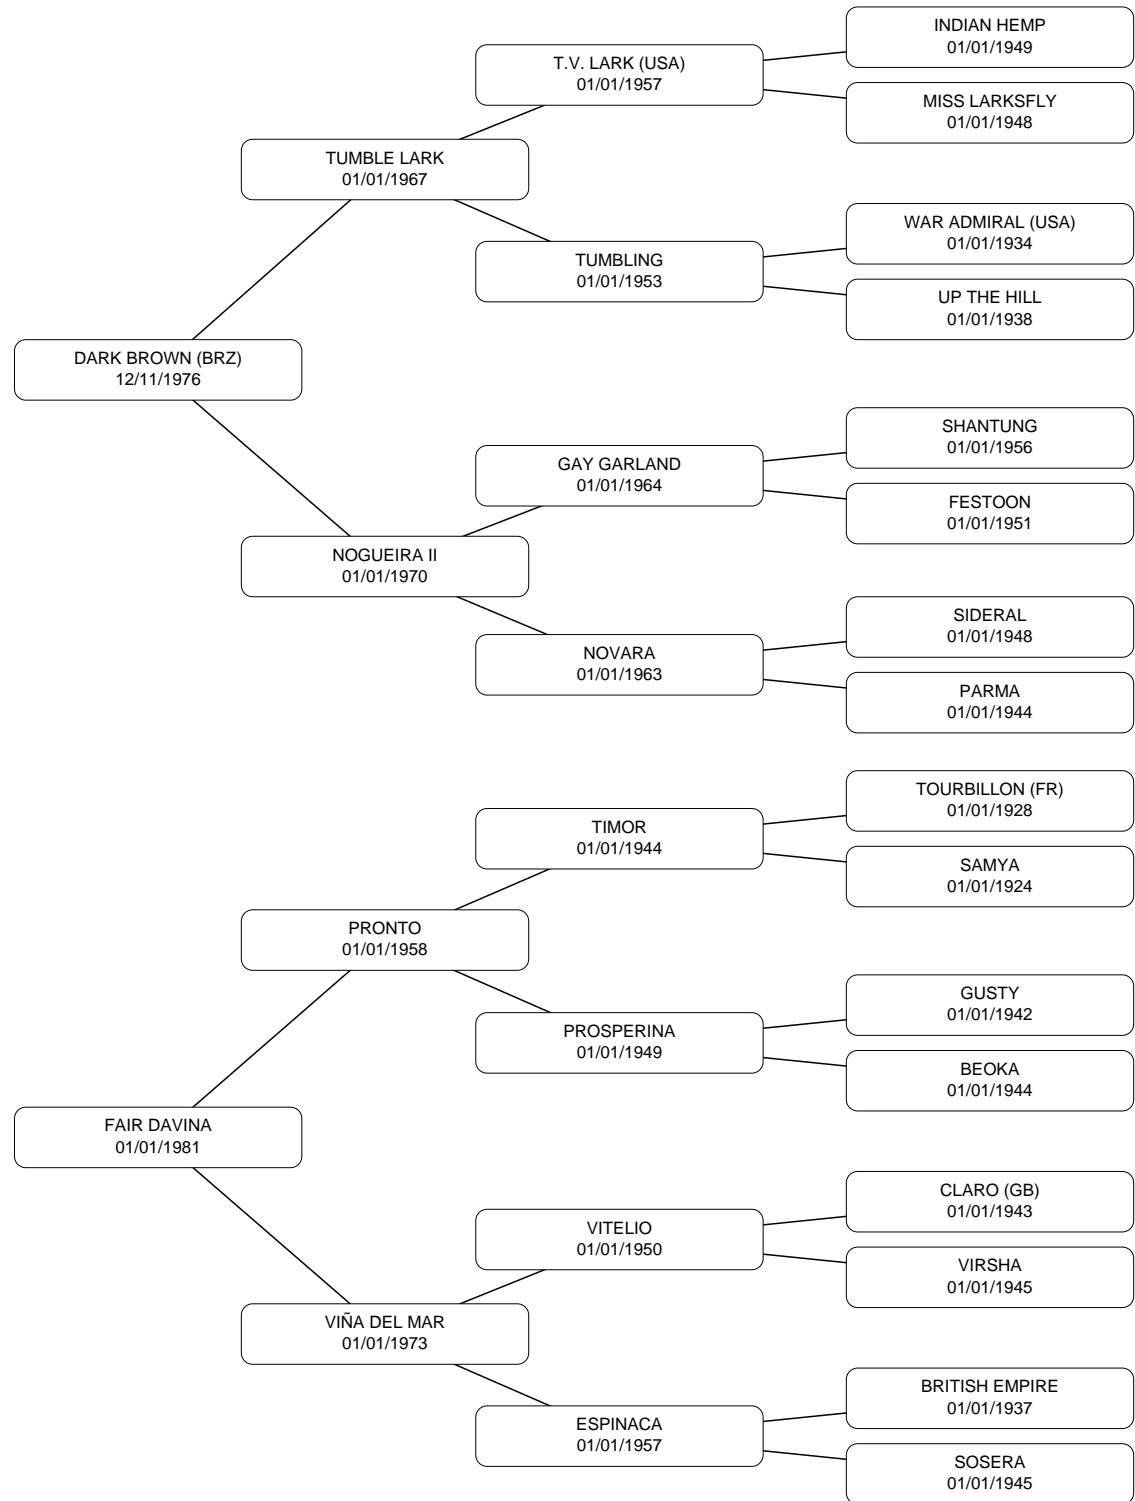 INDIAN HEMP
01/01/1949
T.V. LARK (USA)
01/01/1957
MISS LARKSFLY
01/01/1948
TUMBLE LARK
01/01/1967
WAR ADMIRAL (USA)
01/01/1934
TUMBLING
01/01/1953
UP THE HILL
01/01/1938
DARK BROWN (BRZ)
12/11/1976
SHANTUNG
01/01/1956
GAY GARLAND
01/01/1964
FESTOON
01/01/1951
NOGUEIRA II
01/01/1970
SIDERAL
01/01/1948
NOVARA
01/01/1963
PARMA
01/01/1944
TOURBILLON (FR)
01/01/1928
TIMOR
01/01/1944
SAMYA
01/01/1924
PRONTO
01/01/1958
GUSTY
01/01/1942
PROSPERINA
01/01/1949
BEOKA
01/01/1944
FAIR DAVINA
01/01/1981
CLARO (GB)
01/01/1943
VITELIO
01/01/1950
VIRSHA
01/01/1945
VIÑA DEL MAR
01/01/1973
BRITISH EMPIRE
01/01/1937
ESPINACA
01/01/1957
SOSERA
01/01/1945